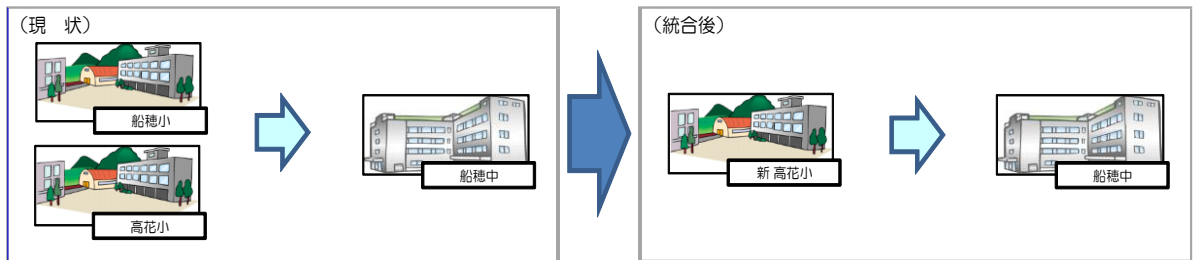 （現　状）
船穂小
高花小
船穂中
（統合後）
新 高花小
船穂中